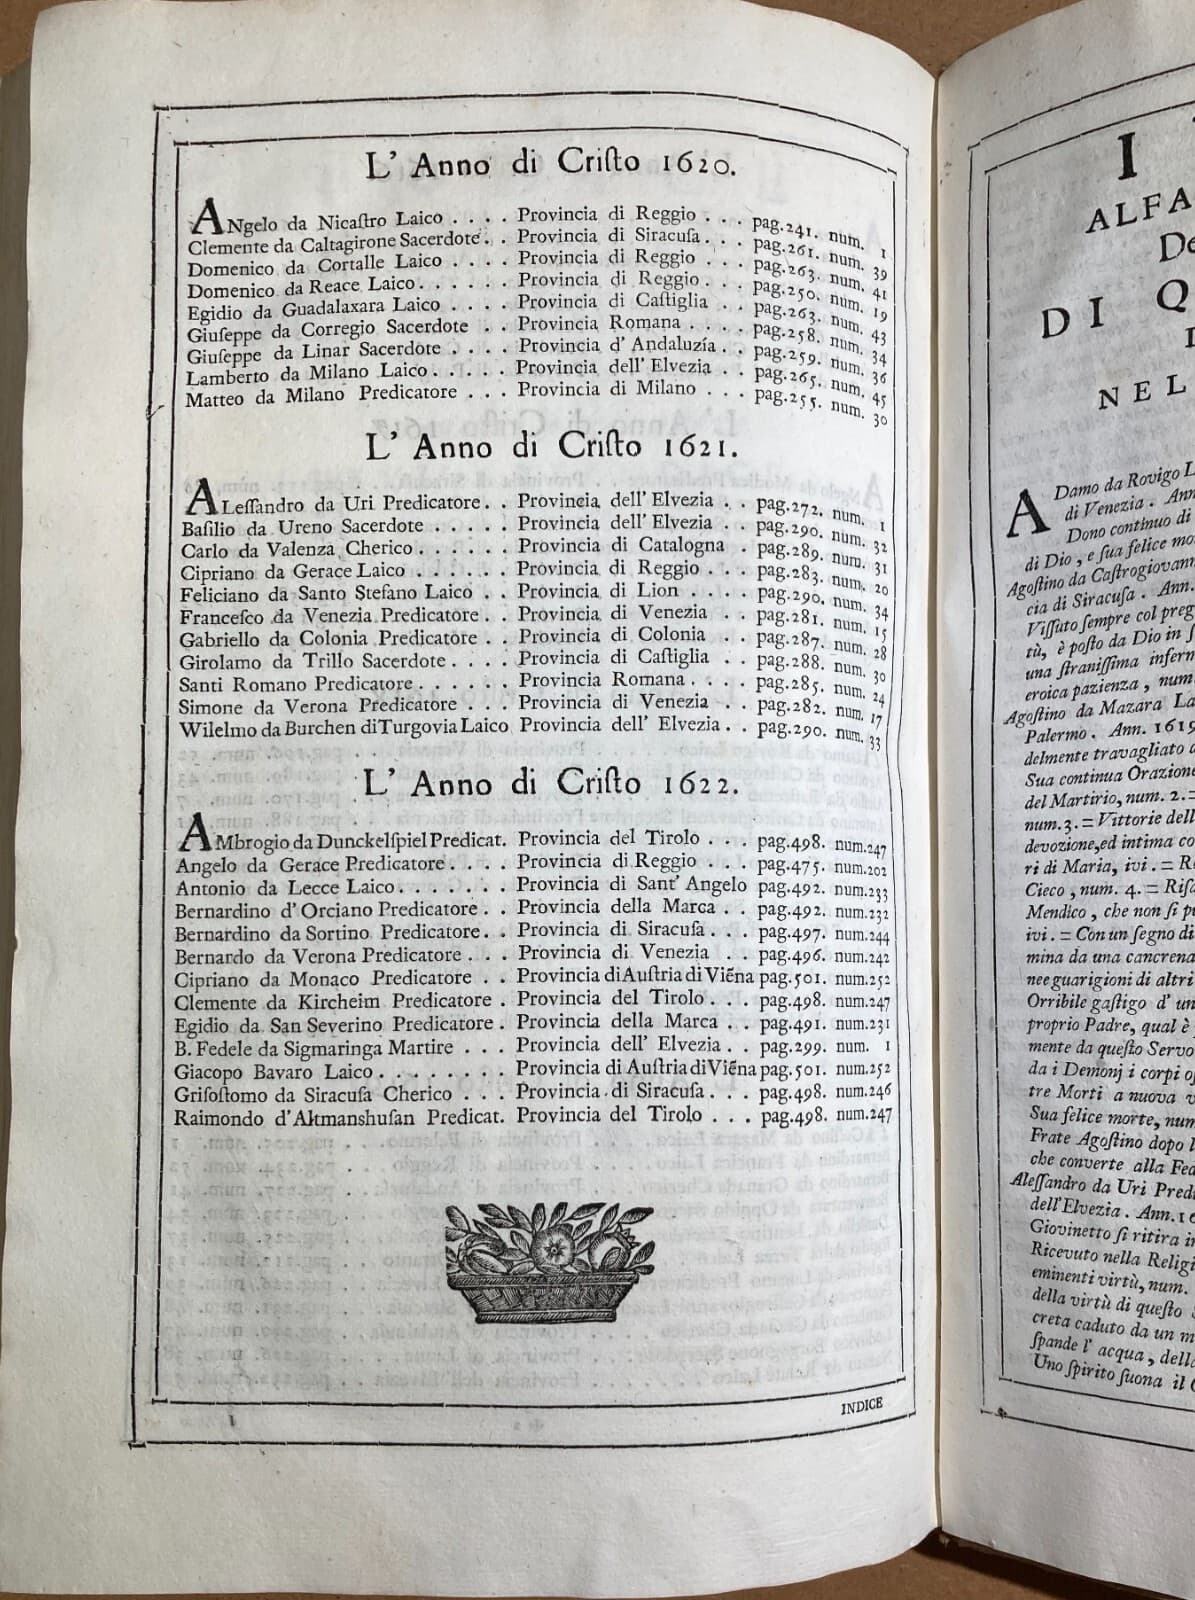 L' Anno di Criſto 1620.
ANgelo da Nicaſtro Laico . . . . Provincia di Reggio . . . pag.241. num. 1
Clemente da Caltagirone Sacerdote . . Provincia di Siracuſa . . . pag.261. num. 39
Domenico da Cortalle Laico . . . . Provincia di Reggio . . . pag.263. num. 41
Domenico da Reace Laico . . . . . Provincia di Reggio . . . pag.250. num. 19
Egidio da Guadalaxara Laico . . . . Provincia di Caſtiglia . . . pag.263. num. 43
Giuſeppe da Corregio Sacerdote . . Provincia Romana . . . . pag.258. num. 34
Giuſeppe da Linar Sacerdote . . . . Provincia d' Andaluzía . . pag.259. num. 36
Lamberto da Milano Laico . . . . . Provincia dell' Elvezia . . pag.265. num. 45
Matteo da Milano Predicatore . . . Provincia di Milano . . . pag.255. num. 30
L' Anno di Criſto 1621.
ALeſſandro da Uri Predicatore . . Provincia dell' Elvezia . . pag.272. num. 1
Baſilio da Ureno Sacerdote . . . . . Provincia dell' Elvezia . . pag.290. num. 32
Carlo da Valenza Cherico . . . . . . Provincia di Catalogna . pag.289. num. 31
Cipriano da Gerace Laico . . . . . . Provincia di Reggio . . . pag.283. num. 20
Feliciano da Santo Stefano Laico . . Provincia di Lion . . . . pag.290. num. 34
Franceſco da Venezia Predicatore . . Provincia di Venezia . . pag.281. num. 15
Gabriello da Colonia Predicatore . . Provincia di Colonia . . pag.287. num. 28
Girolamo da Trillo Sacerdote . . . . Provincia di Caſtiglia . . pag.288. num. 30
Santi Romano Predicatore . . . . . . Provincia Romana . . . . pag.285. num. 24
Simone da Verona Predicatore . . . Provincia di Venezia . . pag.282. num. 17
Wilelmo da Burchen di Turgovia Laico Provincia dell' Elvezia . . pag.290. num. 33
L' Anno di Criſto 1622.
AMbrogio da Dunckelſpiel Predicat. Provincia del Tirolo . . . pag.498. num.247
Angelo da Gerace Predicatore . . . . Provincia di Reggio . . . pag.475. num.202
Antonio da Lecce Laico . . . . . . . Provincia di Sant' Angelo pag.492. num.233
Bernardino d' Orciano Predicatore . . Provincia della Marca . . pag.492. num.232
Bernardino da Sortino Predicatore . . Provincia di Siracuſa . . . pag.497. num.244
Bernardo da Verona Predicatore . . . Provincia di Venezia . . pag.496. num.242
Cipriano da Monaco Predicatore . . . Provincia di Auſtria di Viẽna pag.501. num.252
Clemente da Kircheim Predicatore . Provincia del Tirolo . . . pag.498. num.247
Egidio da San Severino Predicatore . Provincia della Marca . . pag.491. num.231
B. Fedele da Sigmaringa Martire . . . Provincia dell' Elvezia . . pag.299. num. 1
Giacopo Bavaro Laico . . . . . . . . Provincia di Auſtria di Viẽna pag.501. num.252
Griſoſtomo da Siracuſa Cherico . . . Provincia di Siracuſa . . . pag.498. num.246
Raimondo d' Altmanshuſan Predicat. Provincia del Tirolo . . . pag.498. num.247
INDICE
I
ALFA
De
DI Q
NEL
ADamo da Rovigo L
di Venezia . Ann
Dono continuo di
di Dio , e ſua felice mo
Agoſtino da Caſtrogiovann
cia di Siracuſa . Ann.
Viſſuto ſempre col preg
tù, è poſto da Dio in ſ
una ſtraniſſima inferm
eroica pazienza , num
Agoſtino da Mazara La
Palermo . Ann. 1619
delmente travagliato d
Sua continua Orazione
del Martirio, num. 2.=
num.3.= Vittorie dell
devozione,ed intima co
ri di Maria, ivi . = R
Cieco , num. 4. = Riſa
Mendico , che non ſi p
ivi . = Con un ſegno di
mina da una cancrena
nee guarigioni di altri
Orribile gaſtigo d' un
proprio Padre, qual è
mente da queſto Servo
da i Demonj i corpi o
tre Morti a nuova v
Sua felice morte, num
Frate Agoſtino dopo l
che converte alla Fed
Aleſſandro da Uri Pred
dell' Elvezia . Ann.16
Giovinetto ſi ritira in
Ricevuto nella Religi
eminenti virtù, num.
della virtù di queſto
creta caduto da un m
ſpande l' acqua , della
Uno ſpirito ſuona il